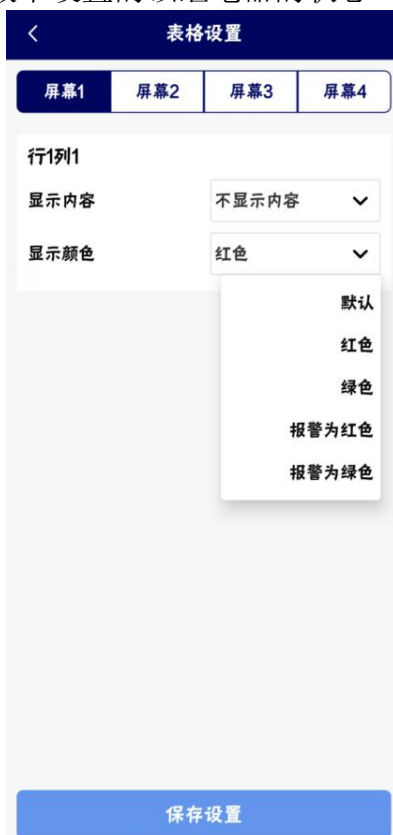 表格设置
屏幕1 屏幕2 屏幕3 屏幕4
行1列1
显示内容 不显示内容
显示颜色 红色
默认
红色
绿色
报警为红色
报警为绿色
保存设置